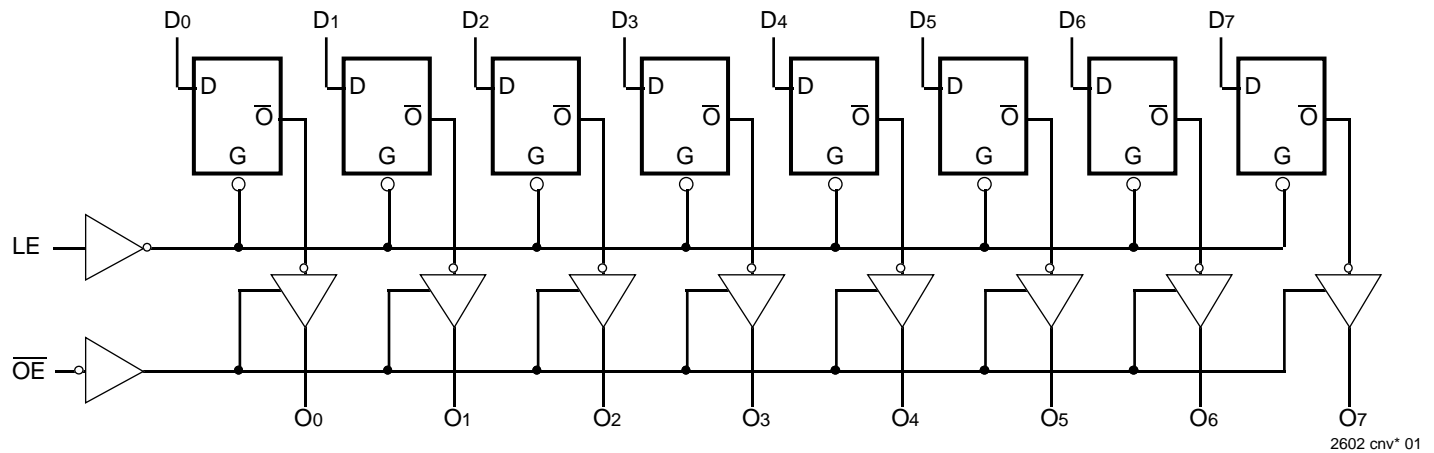 D0 D1 D2 D3 D4 D5 D6 D7
D D D D D D D D
O̅ O̅ O̅ O̅ O̅ O̅ O̅ O̅
G G G G G G G G
LE
O̅E̅
O0 O1 O2 O3 O4 O5 O6 O7
2602 cnv* 01